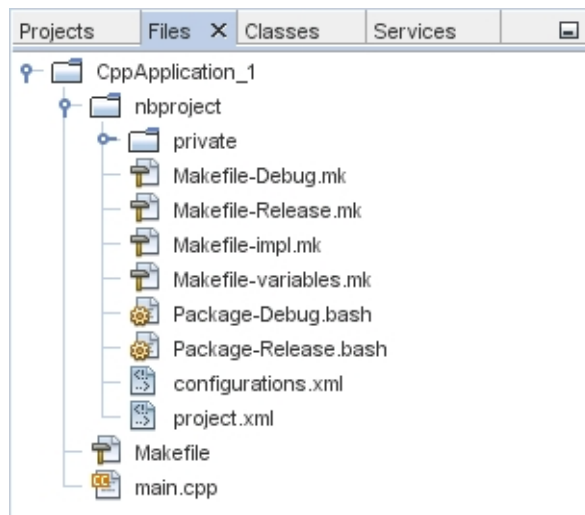 Projects Files Classes Services
CppApplication_1
nbproject
private
Makefile-Debug.mk
Makefile-Release.mk
Makefile-impl.mk
Makefile-variables.mk
Package-Debug.bash
Package-Release.bash
configurations.xml
project.xml
Makefile
main.cpp